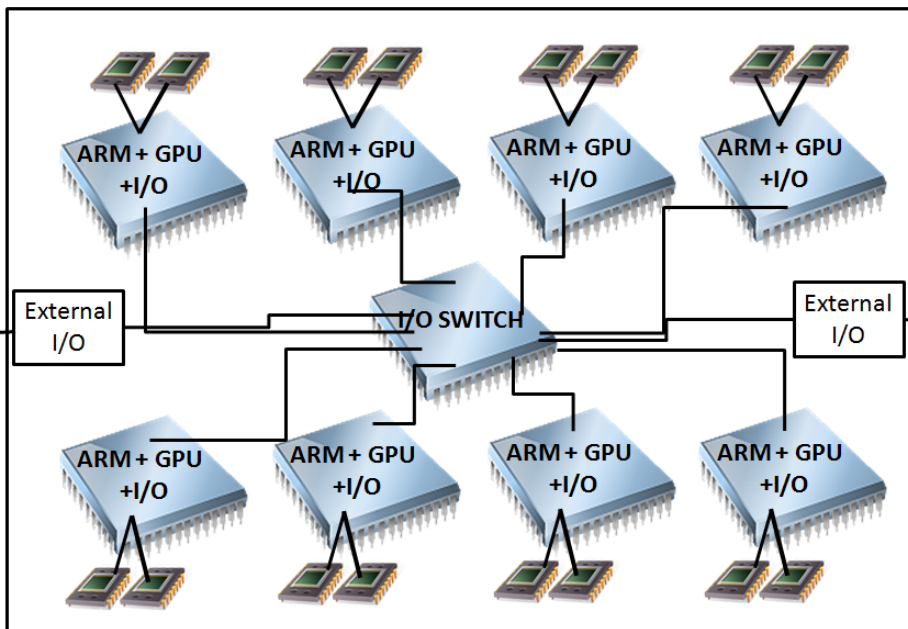 ARM + GPU
+I/O
ARM + GPU
+I/O
ARM + GPU
+I/O
ARM + GPU
+I/O
External
I/O
I/O SWITCH
External
I/O
ARM + GPU
+I/O
ARM + GPU
+I/O
ARM + GPU
+I/O
ARM + GPU
+I/O